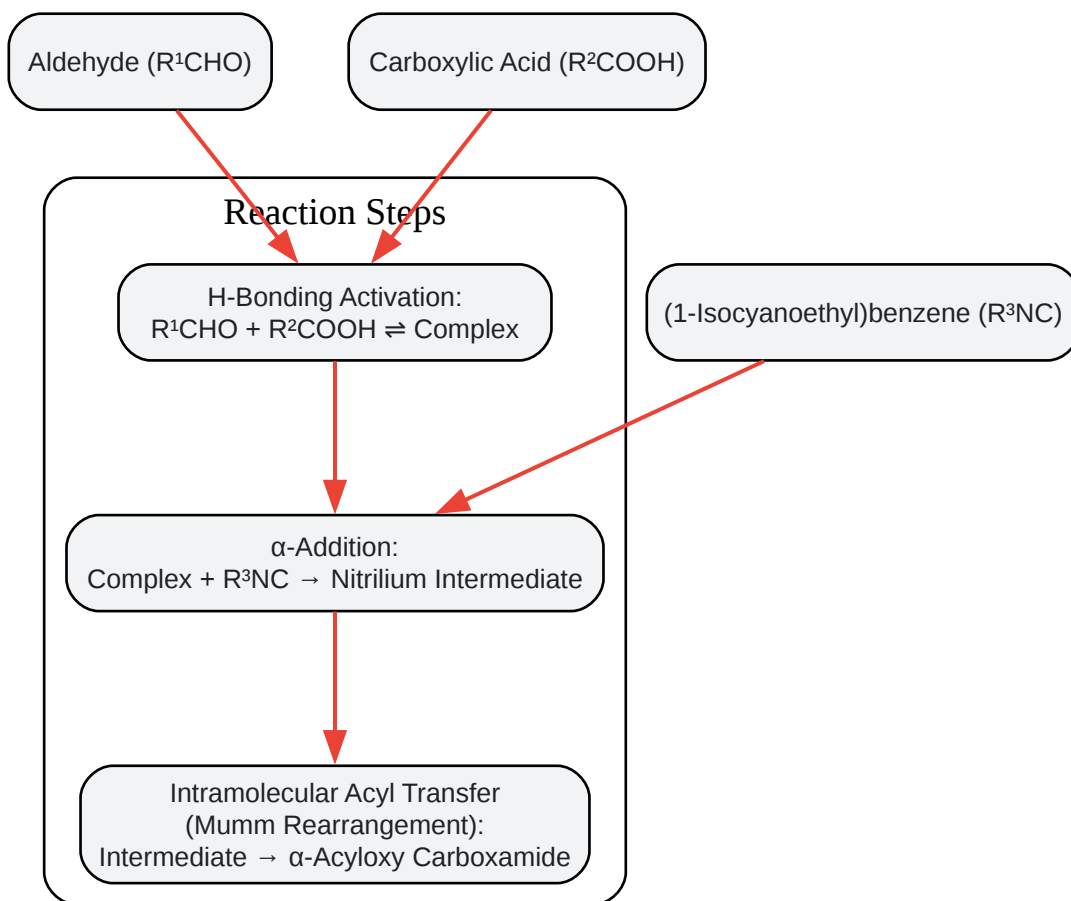 Aldehyde (R¹CHO)
Carboxylic Acid (R²COOH)
Reaction Steps
H-Bonding Activation:
R¹CHO + R²COOH ⇌ Complex
(1-Isocyanoethyl)benzene (R³NC)
α-Addition:
Complex + R³NC → Nitrilium Intermediate
Intramolecular Acyl Transfer
(Mumm Rearrangement):
Intermediate → α-Acyloxy Carboxamide